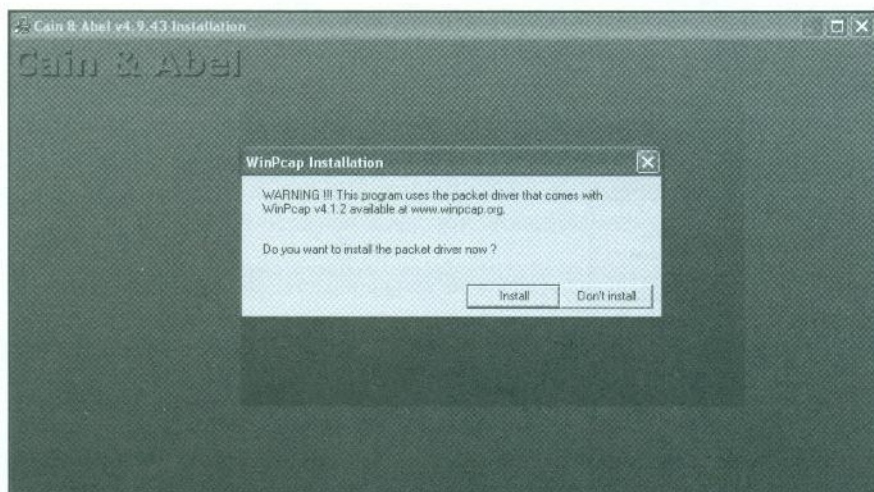 Cain & Abel v4.9.43 Installation
Cain & Abel
WinPcap Installation
WARNING !!! This program uses the packet driver that comes with
WinPcap v4.1.2 available at www.winpcap.org.
Do you want to install the packet driver now ?
Install
Don't install